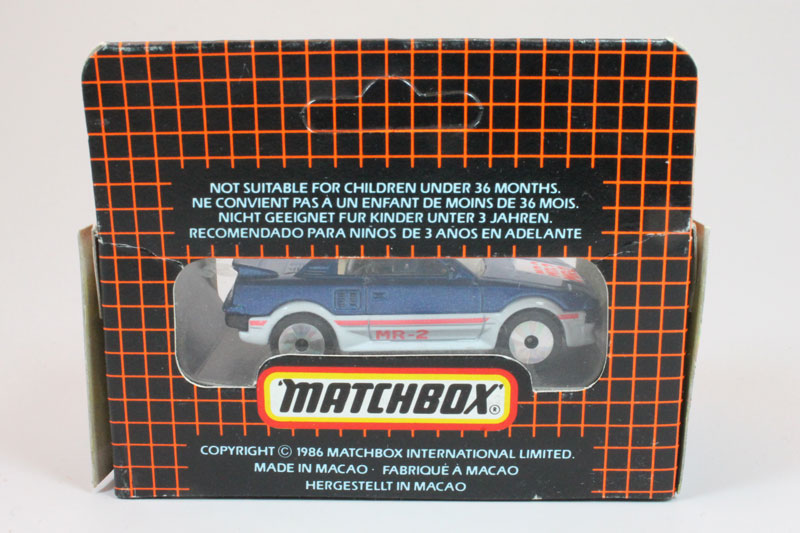 NOT SUITABLE FOR CHILDREN UNDER 36 MONTHS.
NE CONVIENT PAS À UN ENFANT DE MOINS DE 36 MOIS.
NICHT GEEIGNET FUR KINDER UNTER 3 JAHREN.
RECOMENDADO PARA NIÑOS DE 3 AÑOS EN ADELANTE
MR-2
"MATCHBOX"®
COPYRIGHT © 1986 MATCHBOX INTERNATIONAL LIMITED.
MADE IN MACAO · FABRIQUÉ À MACAO
HERGESTELLT IN MACAO